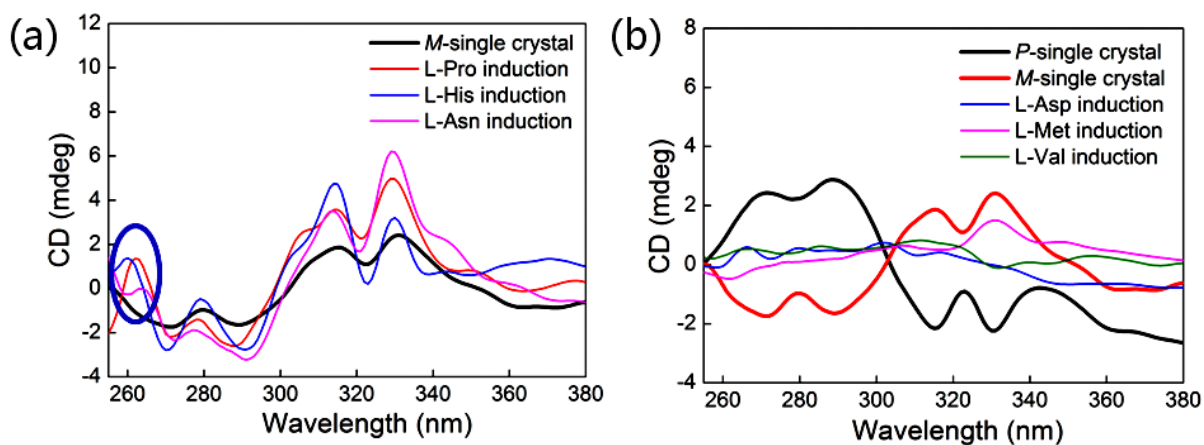 (a)
12
10
8
6
4
2
0
-2
-4
CD (mdeg)
M-single crystal
L-Pro induction
L-His induction
L-Asn induction
260 280 300 320 340 360 380
Wavelength (nm)
(b)
8
6
4
2
0
-2
-4
CD (mdeg)
P-single crystal
M-single crystal
L-Asp induction
L-Met induction
L-Val induction
260 280 300 320 340 360 380
Wavelength (nm)